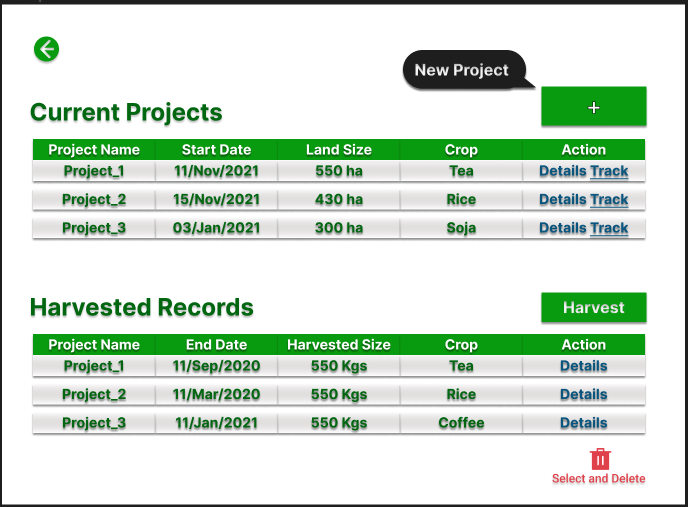 New Project
+
Current Projects
Project Name Start Date Land Size Crop Action
Project_1 11/Nov/2021 550 ha Tea Details Track
Project_2 15/Nov/2021 430 ha Rice Details Track
Project_3 03/Jan/2021 300 ha Soja Details Track
Harvested Records Harvest
Project Name End Date Harvested Size Crop Action
Project_1 11/Sep/2020 550 Kgs Tea Details
Project_2 11/Mar/2020 550 Kgs Rice Details
Project_3 11/Jan/2021 550 Kgs Coffee Details
Select and Delete